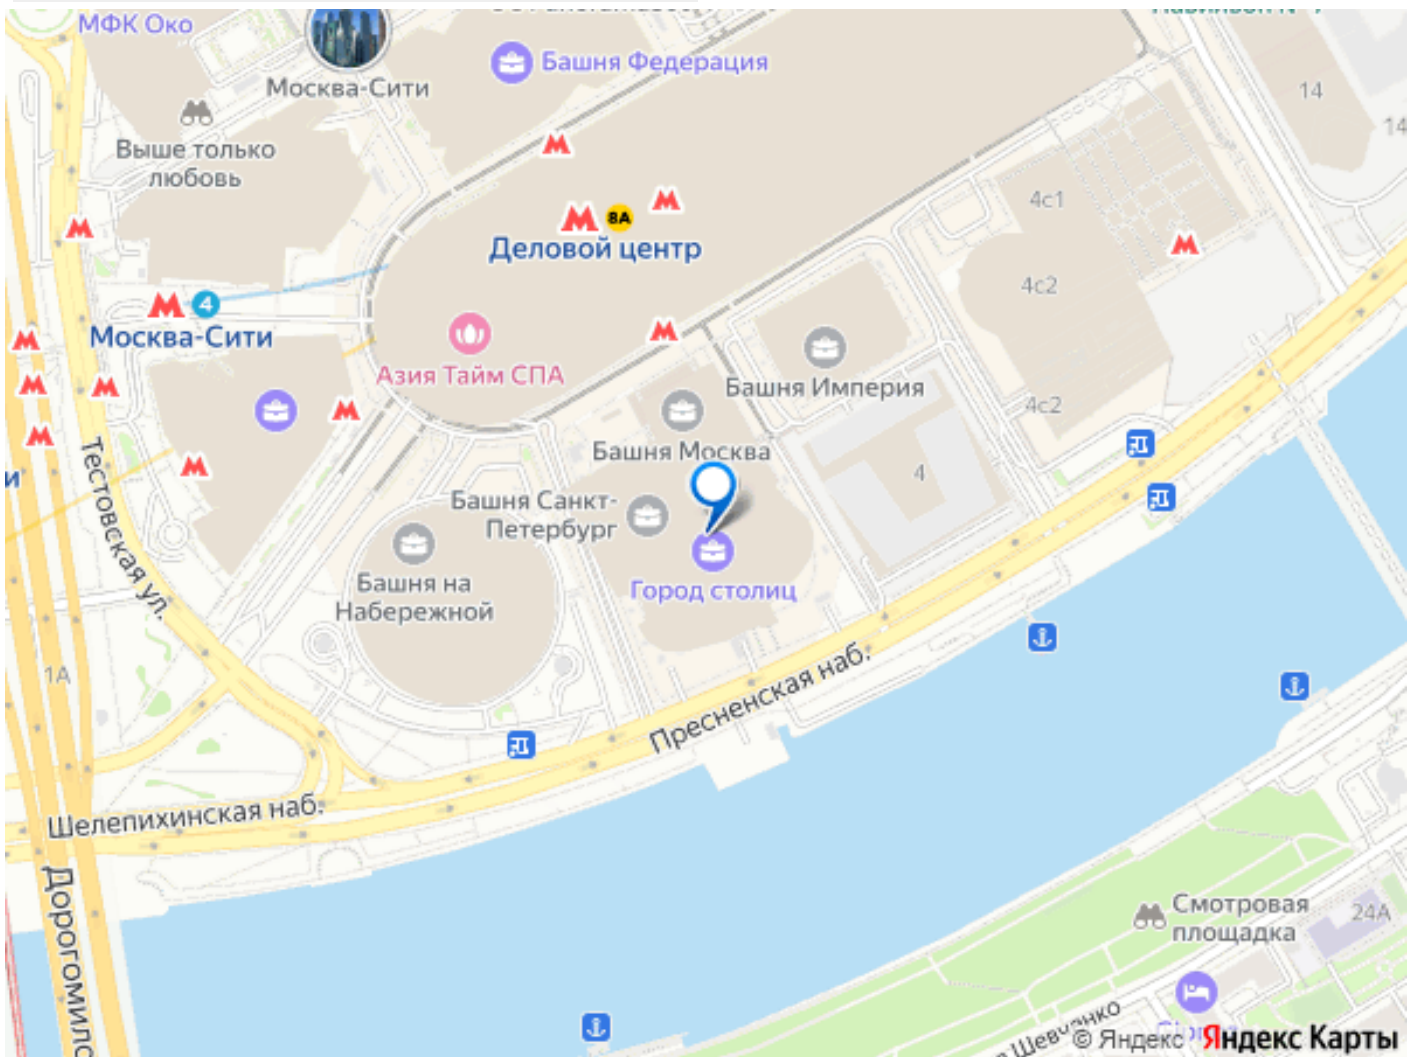 МФК Око
Башня Федерация
Москва-Сити
14
14
Выше только
любовь
4с1
8А
Деловой центр
4с2
4
Москва-Сити
Азия Тайм СПА
Башня Империя
4с2
Башня Москва
4
и
Башня Санкт-
Петербург
Тестовская ул.
Башня на
Набережной
Город столиц
1А
Пресненская наб.
Шелепихинская наб.
Дорогомило
Смотровая
площадка
24А
Шевченко
© Яндекс
Яндекс Карты